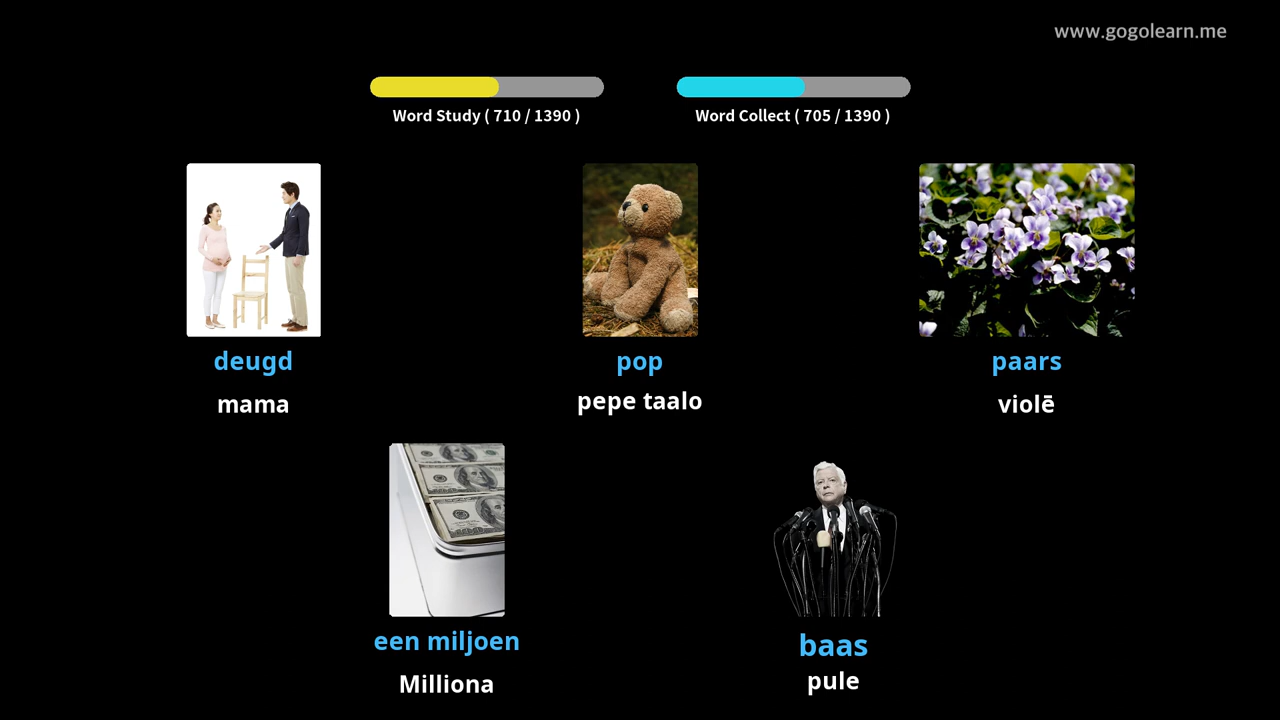 www.gogolearn.me
Word Study ( 710 / 1390 )
Word Collect ( 705 / 1390 )
deugd
mama
pop
pepe taalo
paars
violē
een miljoen
Milliona
baas
pule